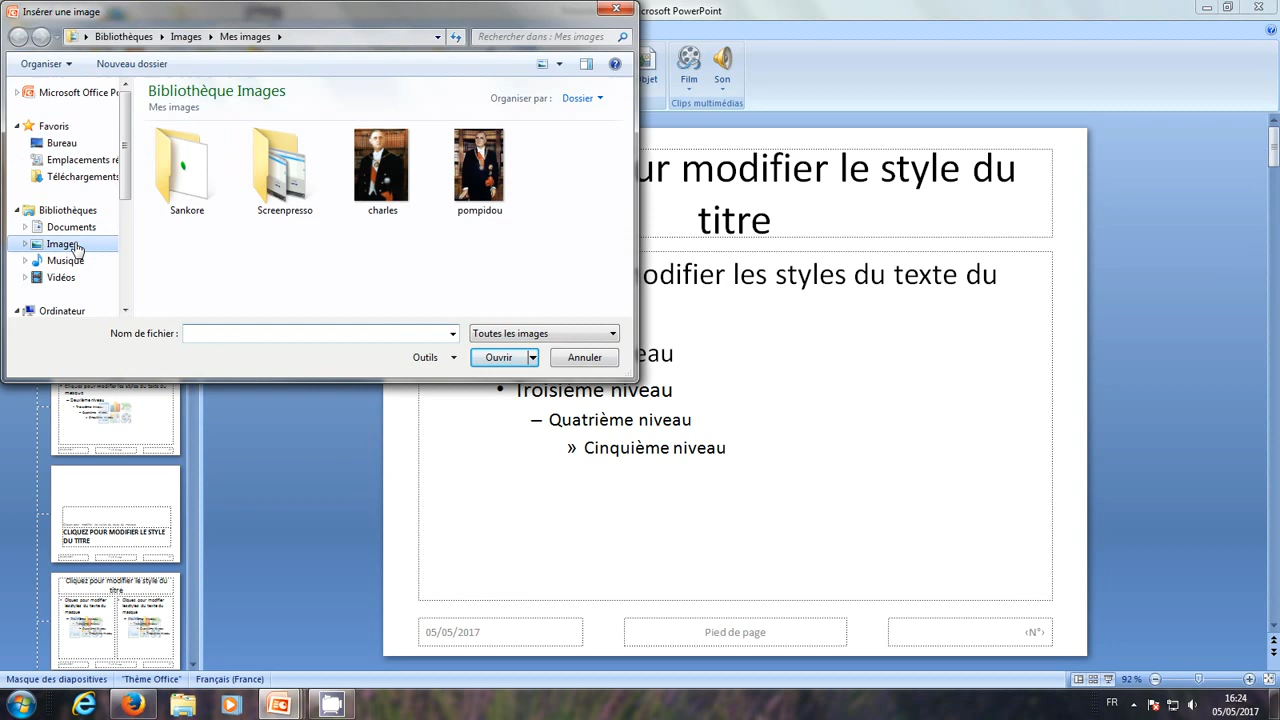 Insérer une image
Microsoft PowerPoint
Bibliothèques
Images
Mes images
Rechercher dans : Mes images
Organiser
Nouveau dossier
Objet
Film
Son
Clips multimédias
Microsoft Office Po
Favoris
Bureau
Emplacements ré
Téléchargements
Bibliothèques
Documents
Images
Musique
Vidéos
Ordinateur
Bibliothèque Images
Mes images
Organiser par :
Dossier
Sankore
Screenpresso
charles
pompidou
Nom de fichier :
Toutes les images
Outils
Ouvrir
Annuler
ur modifier le style du
titre
odifier les styles du texte du
eau
• Troisième niveau
– Quatrième niveau
» Cinquième niveau
05/05/2017
Pied de page
‹N°›
CLIQUEZ POUR MODIFIER LE STYLE
DU TITRE
Cliquez pour modifier le style du
titre
Masque des diapositives
"Thème Office"
Français (France)
92 %
FR
16:24
05/05/2017